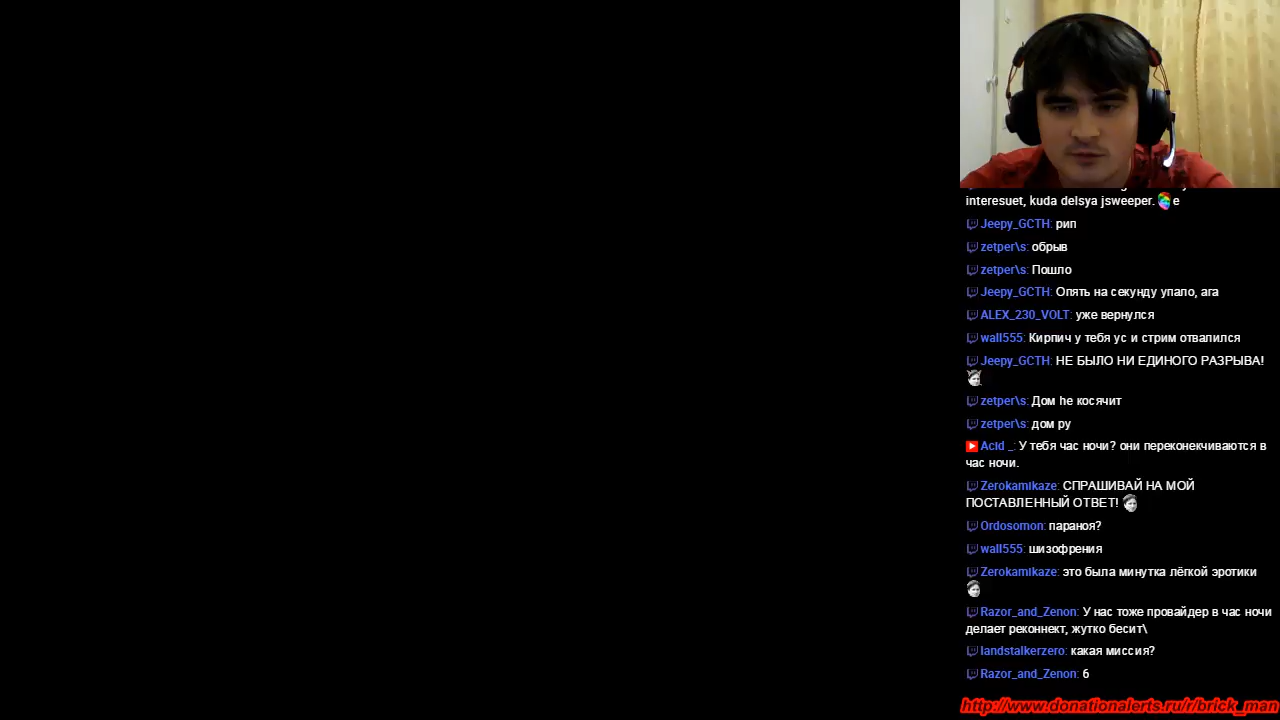 interesuet, kuda delsya jsweeper. e
Jeepy_GCTH: рип
zetper\s: обрыв
zetper\s: Пошло
Jeepy_GCTH: Опять на секунду упало, ага
ALEX_230_VOLT: уже вернулся
wall555: Кирпич у тебя ус и стрим отвалился
Jeepy_GCTH: НЕ БЫЛО НИ ЕДИНОГО РАЗРЫВА!
zetper\s: Дом hе косячит
zetper\s: дом ру
Acid _: У тебя час ночи? они переконекчиваются в
час ночи.
Zerokamikaze: СПРАШИВАЙ НА МОЙ
ПОСТАВЛЕННЫЙ ОТВЕТ!
Ordosomon: параноя?
wall555: шизофрения
Zerokamikaze: это была минутка лёгкой эротики
Razor_and_Zenon: У нас тоже провайдер в час ночи
делает реконнект, жутко бесит\
landstalkerzero: какая миссия?
Razor_and_Zenon: 6
http://www.donationalerts.ru/r/brick_man